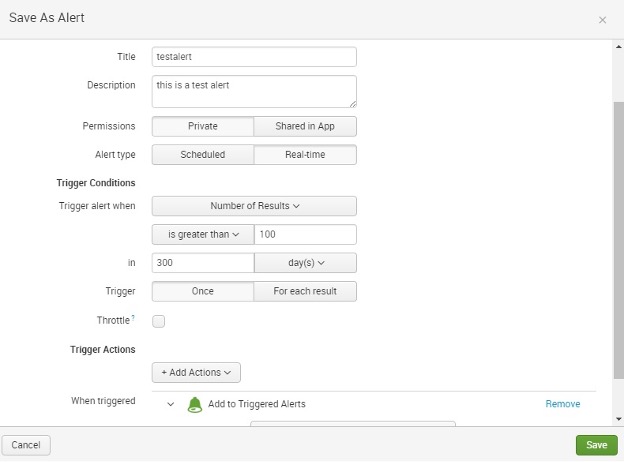 Save As Alert ×
Title testalert
Description this is a test alert
Permissions Private Shared in App
Alert type Scheduled Real-time
Trigger Conditions
Trigger alert when Number of Results
is greater than 100
in 300 day(s)
Trigger Once For each result
Throttle ?
Trigger Actions
+ Add Actions
When triggered Add to Triggered Alerts Remove
Cancel Save